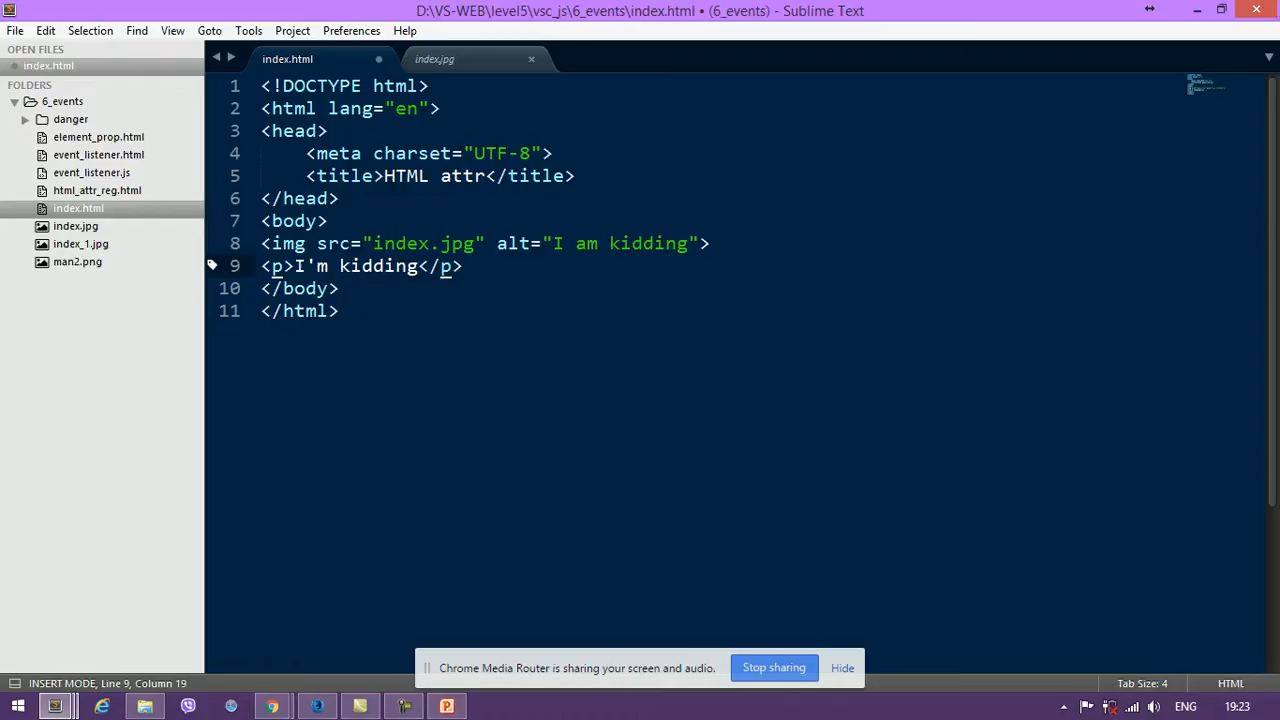 D:\VS-WEB\level5\vsc_js\6_events\index.html • (6_events) - Sublime Text
File Edit Selection Find View Goto Tools Project Preferences Help
OPEN FILES
index.html
FOLDERS
6_events
danger
element_prop.html
event_listener.html
event_listener.js
html_attr_reg.html
index.html
index.jpg
index_1.jpg
man2.png
index.html index.jpg
1 <!DOCTYPE html>
2 <html lang="en">
3 <head>
4 <meta charset="UTF-8">
5 <title>HTML attr</title>
6 </head>
7 <body>
8 <img src="index.jpg" alt="I am kidding">
9 <p>I'm kidding</p>
10 </body>
11 </html>
Chrome Media Router is sharing your screen and audio. Stop sharing Hide
INSERT MODE, Line 9, Column 19 Tab Size: 4 HTML
ENG 19:23